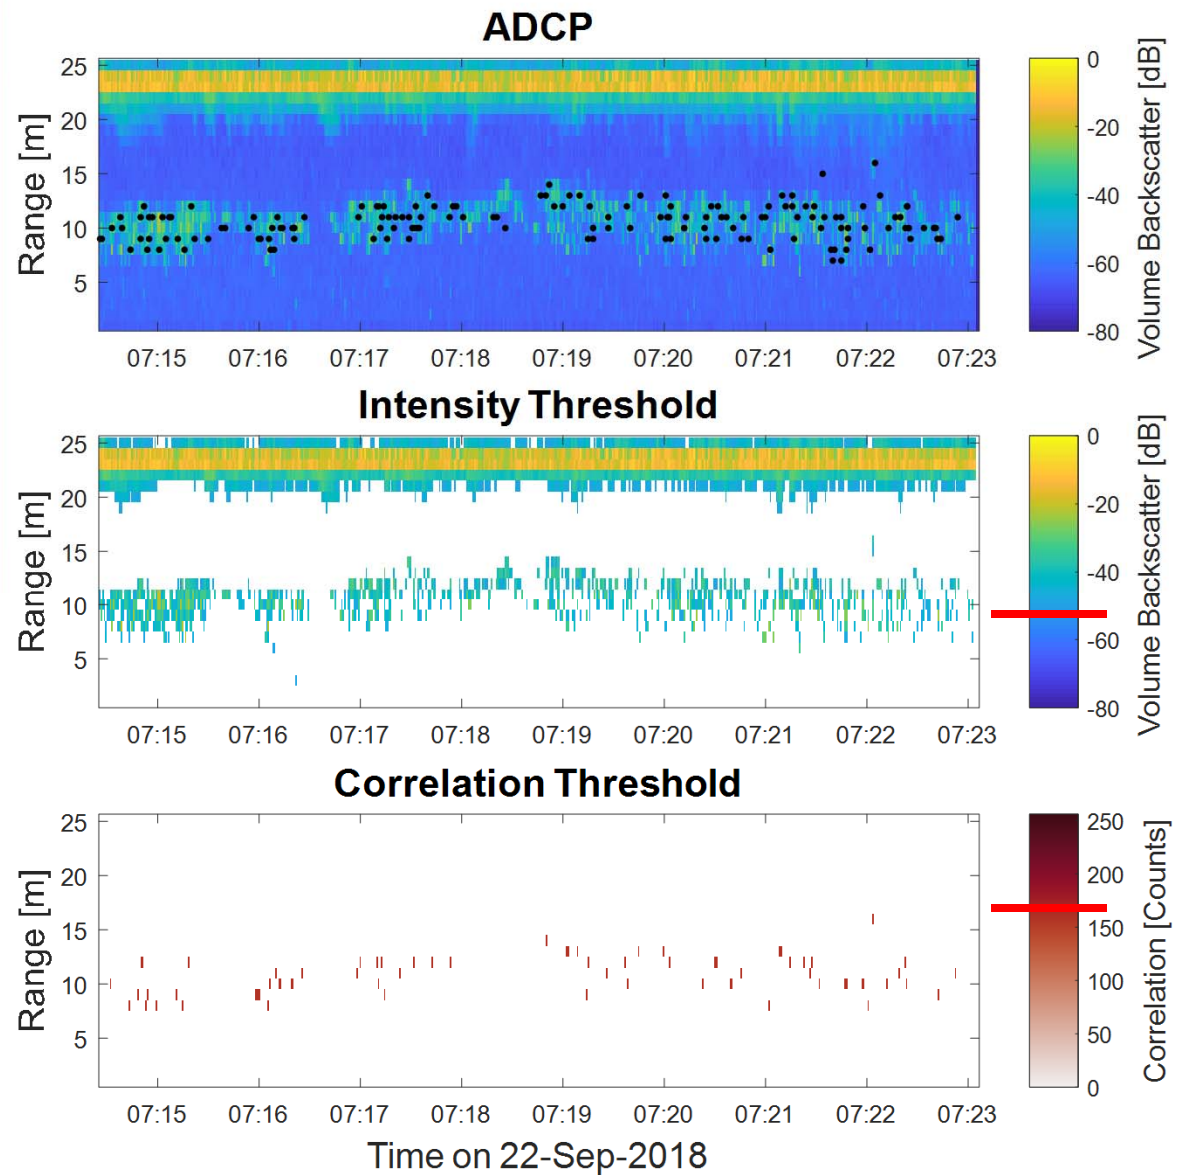 ADCP
25
20
15
10
5
Range [m]
07:15 07:16 07:17 07:18 07:19 07:20 07:21 07:22 07:23
0
-20
-40
-60
-80
Volume Backscatter [dB]
Intensity Threshold
25
20
15
10
5
Range [m]
07:15 07:16 07:17 07:18 07:19 07:20 07:21 07:22 07:23
0
-20
-40
-60
-80
Volume Backscatter [dB]
Correlation Threshold
25
20
15
10
5
Range [m]
07:15 07:16 07:17 07:18 07:19 07:20 07:21 07:22 07:23
Time on 22-Sep-2018
250
200
150
100
50
0
Correlation [Counts]